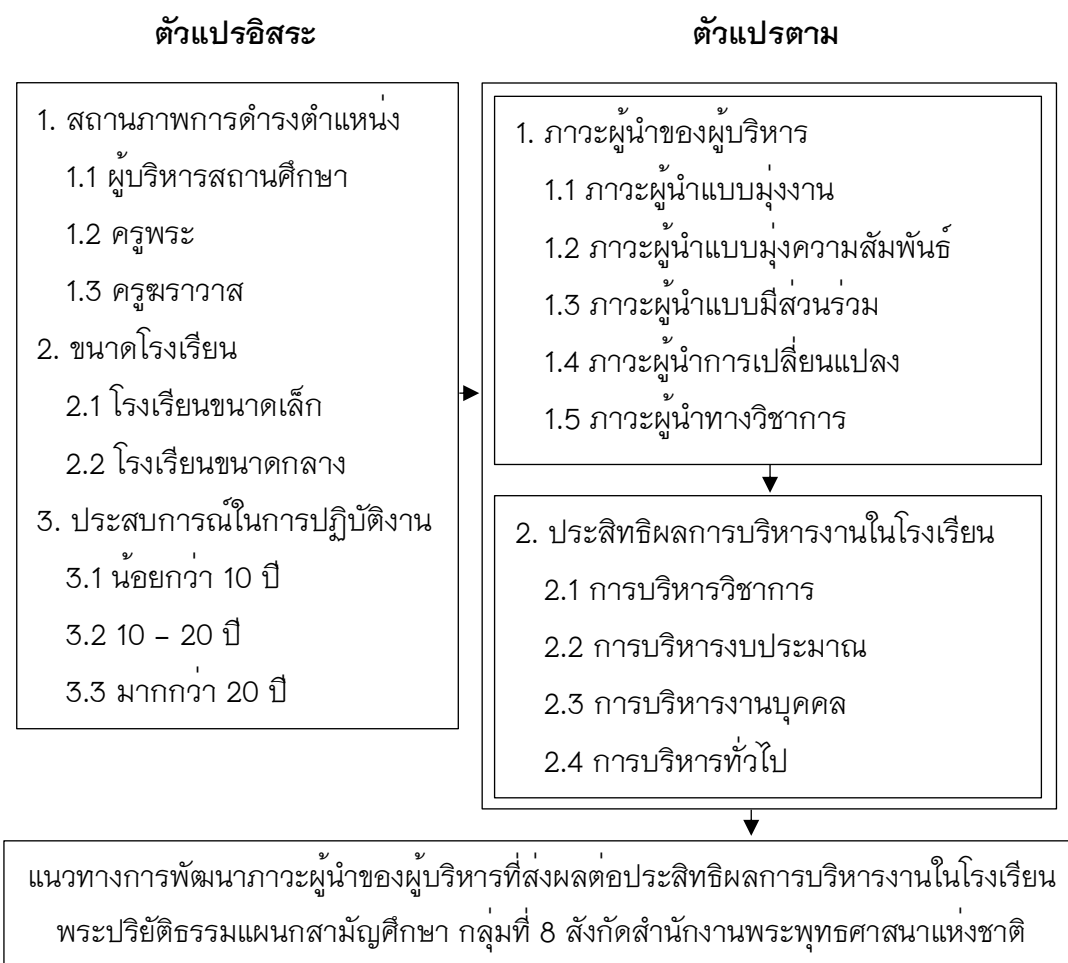 ตัวแปรอิสระ
1. สถานภาพการดำรงตำแหน่ง
1.1 ผู้บริหารสถานศึกษา
1.2 ครูพระ
1.3 ครูฆราวาส
2. ขนาดโรงเรียน
2.1 โรงเรียนขนาดเล็ก
2.2 โรงเรียนขนาดกลาง
3. ประสบการณ์ในการปฏิบัติงาน
3.1 น้อยกว่า 10 ปี
3.2 10 – 20 ปี
3.3 มากกว่า 20 ปี
ตัวแปรตาม
1. ภาวะผู้นำของผู้บริหาร
1.1 ภาวะผู้นำแบบมุ่งงาน
1.2 ภาวะผู้นำแบบมุ่งความสัมพันธ์
1.3 ภาวะผู้นำแบบมีส่วนร่วม
1.4 ภาวะผู้นำการเปลี่ยนแปลง
1.5 ภาวะผู้นำทางวิชาการ
2. ประสิทธิผลการบริหารงานในโรงเรียน
2.1 การบริหารวิชาการ
2.2 การบริหารงบประมาณ
2.3 การบริหารงานบุคคล
2.4 การบริหารทั่วไป
แนวทางการพัฒนาภาวะผู้นำของผู้บริหารที่ส่งผลต่อประสิทธิผลการบริหารงานในโรงเรียน
พระปริยัติธรรมแผนกสามัญศึกษา กลุ่มที่ 8 สังกัดสำนักงานพระพุทธศาสนาแห่งชาติ